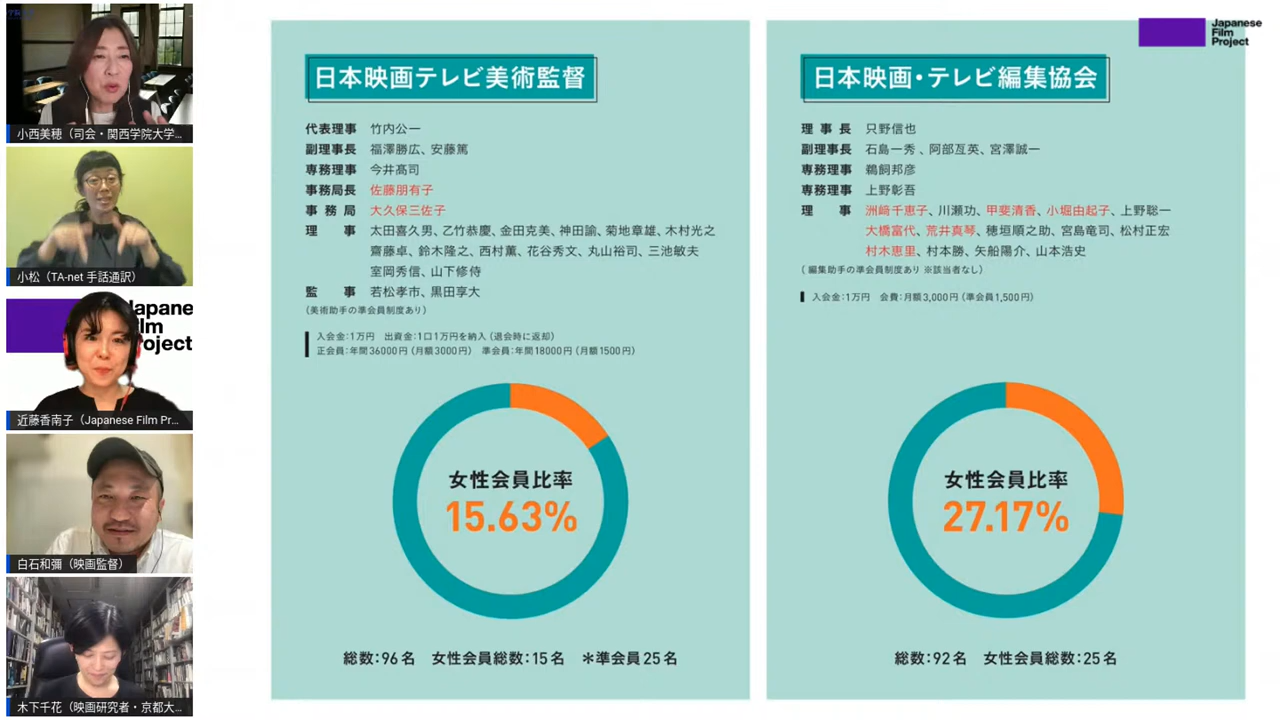 Japanese
Film
Project
日本映画テレビ美術監督
代表理事 竹内公一
副理事長 福澤勝広、安藤篤
専務理事 今井髙司
事務局長 佐藤朋有子
事務局 大久保三佐子
理事 太田喜久男、乙竹恭慶、金田克美、神田諭、菊地章雄、木村光之
齋藤卓、鈴木隆之、西村薫、花谷秀文、丸山裕司、三池敏夫
室岡秀信、山下修侍
監事 若松孝市、黒田享大
(美術助手の準会員制度あり)
入会金:1万円 出資金:1口1万円を納入(退会時に返却)
正会員:年間36000円(月額3000円) 準会員:年間18000円(月額1500円)
女性会員比率
15.63%
総数:96名 女性会員総数:15名 *準会員25名
日本映画・テレビ編集協会
理事長 只野信也
副理事長 石島一秀、阿部亙英、宮澤誠一
専務理事 鵜飼邦彦
専務理事 上野彰吾
理事 洲﨑千恵子、川瀬功、甲斐清香、小堀由起子、上野聡一
大橋富代、荒井真琴、穂垣順之助、宮島竜司、松村正宏
村木恵里、村本勝、矢船陽介、山本浩史
(編集助手の準会員制度あり ※該当者なし)
入会金:1万円 会費:月額3,000円(準会員1,500円)
女性会員比率
27.17%
総数:92名 女性会員総数:25名
小西美穂(司会・関西学院大学…
小松(TA-net 手話通訳)
近藤香南子(Japanese Film Pr…
白石和彌(映画監督)
木下千花(映画研究者・京都大…